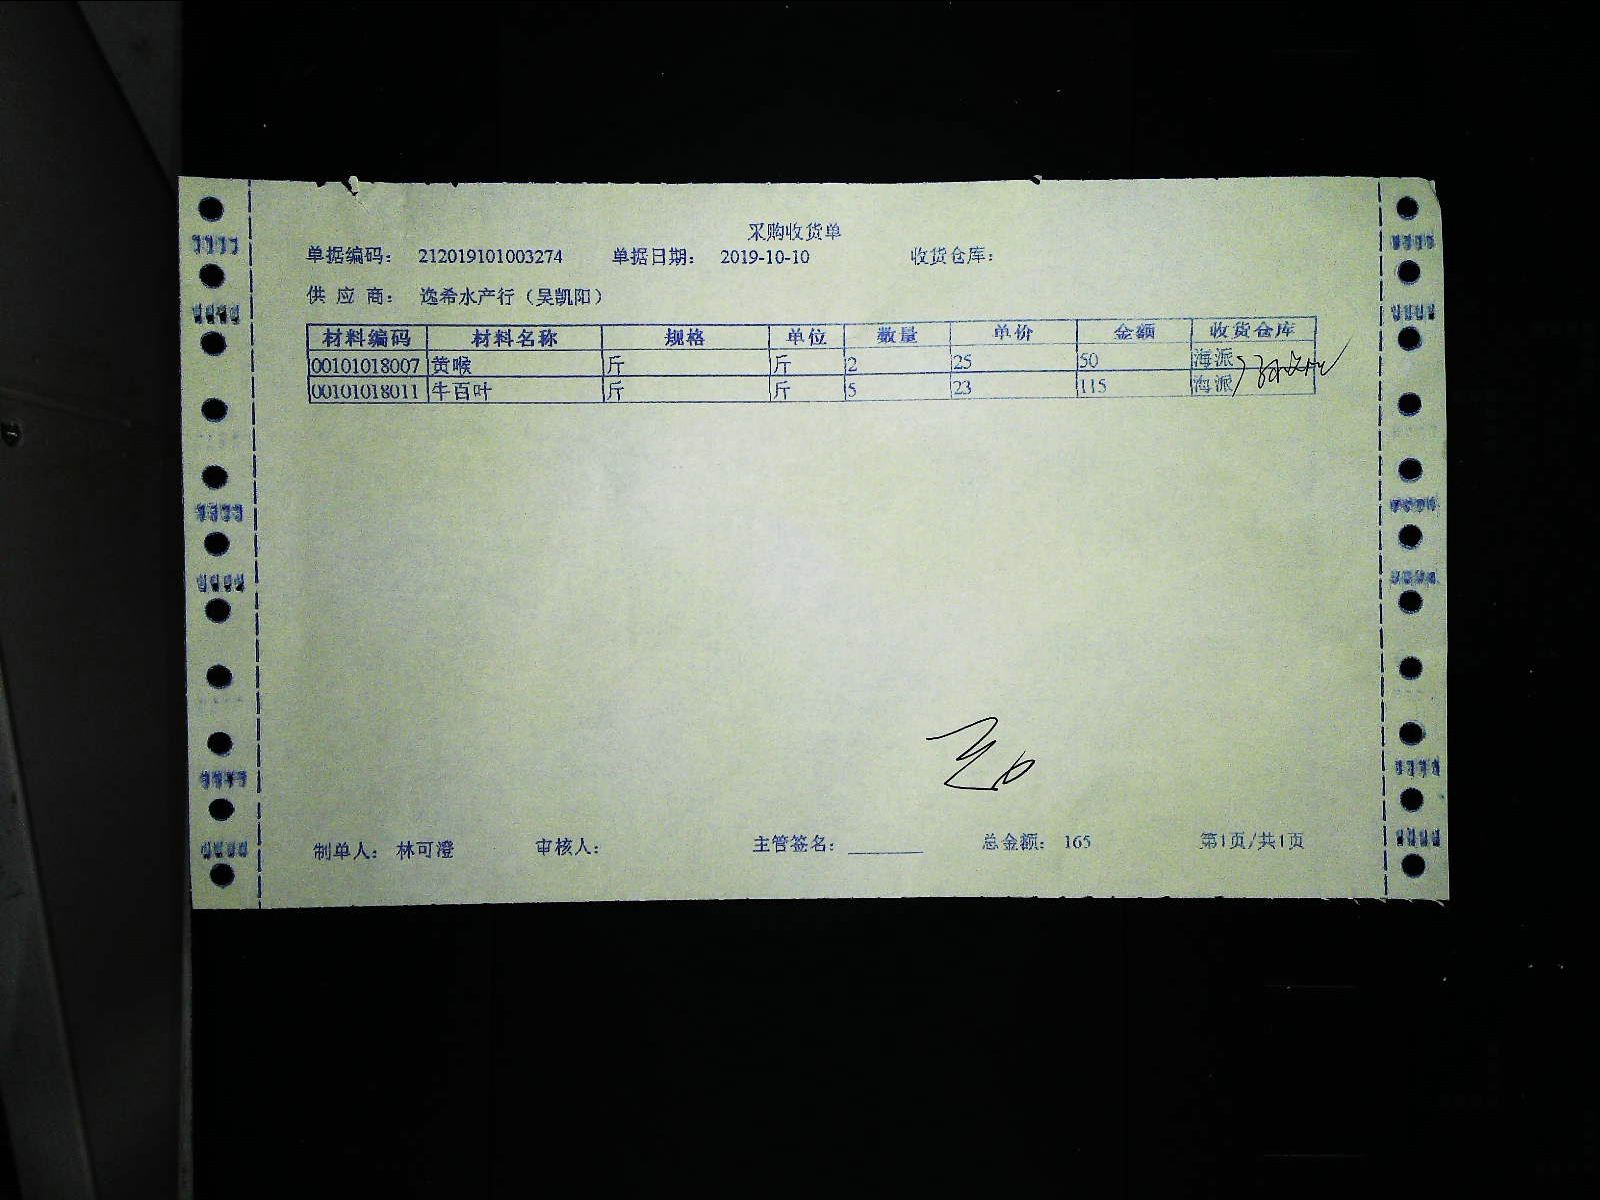 采购收货单
单据编码： 212019101003274 单据日期： 2019-10-10 收货仓库：
供 应 商： 逸希水产行（吴凯阳）
材料编码 材料名称 规格 单位 数量 单价 金额 收货仓库
00101018007 黄喉 斤 斤 2 25 50 海派
00101018011 牛百叶 斤 斤 5 23 115 海派
制单人： 林可澄 审核人： 主管签名： ________ 总金额： 165 第1页/共1页